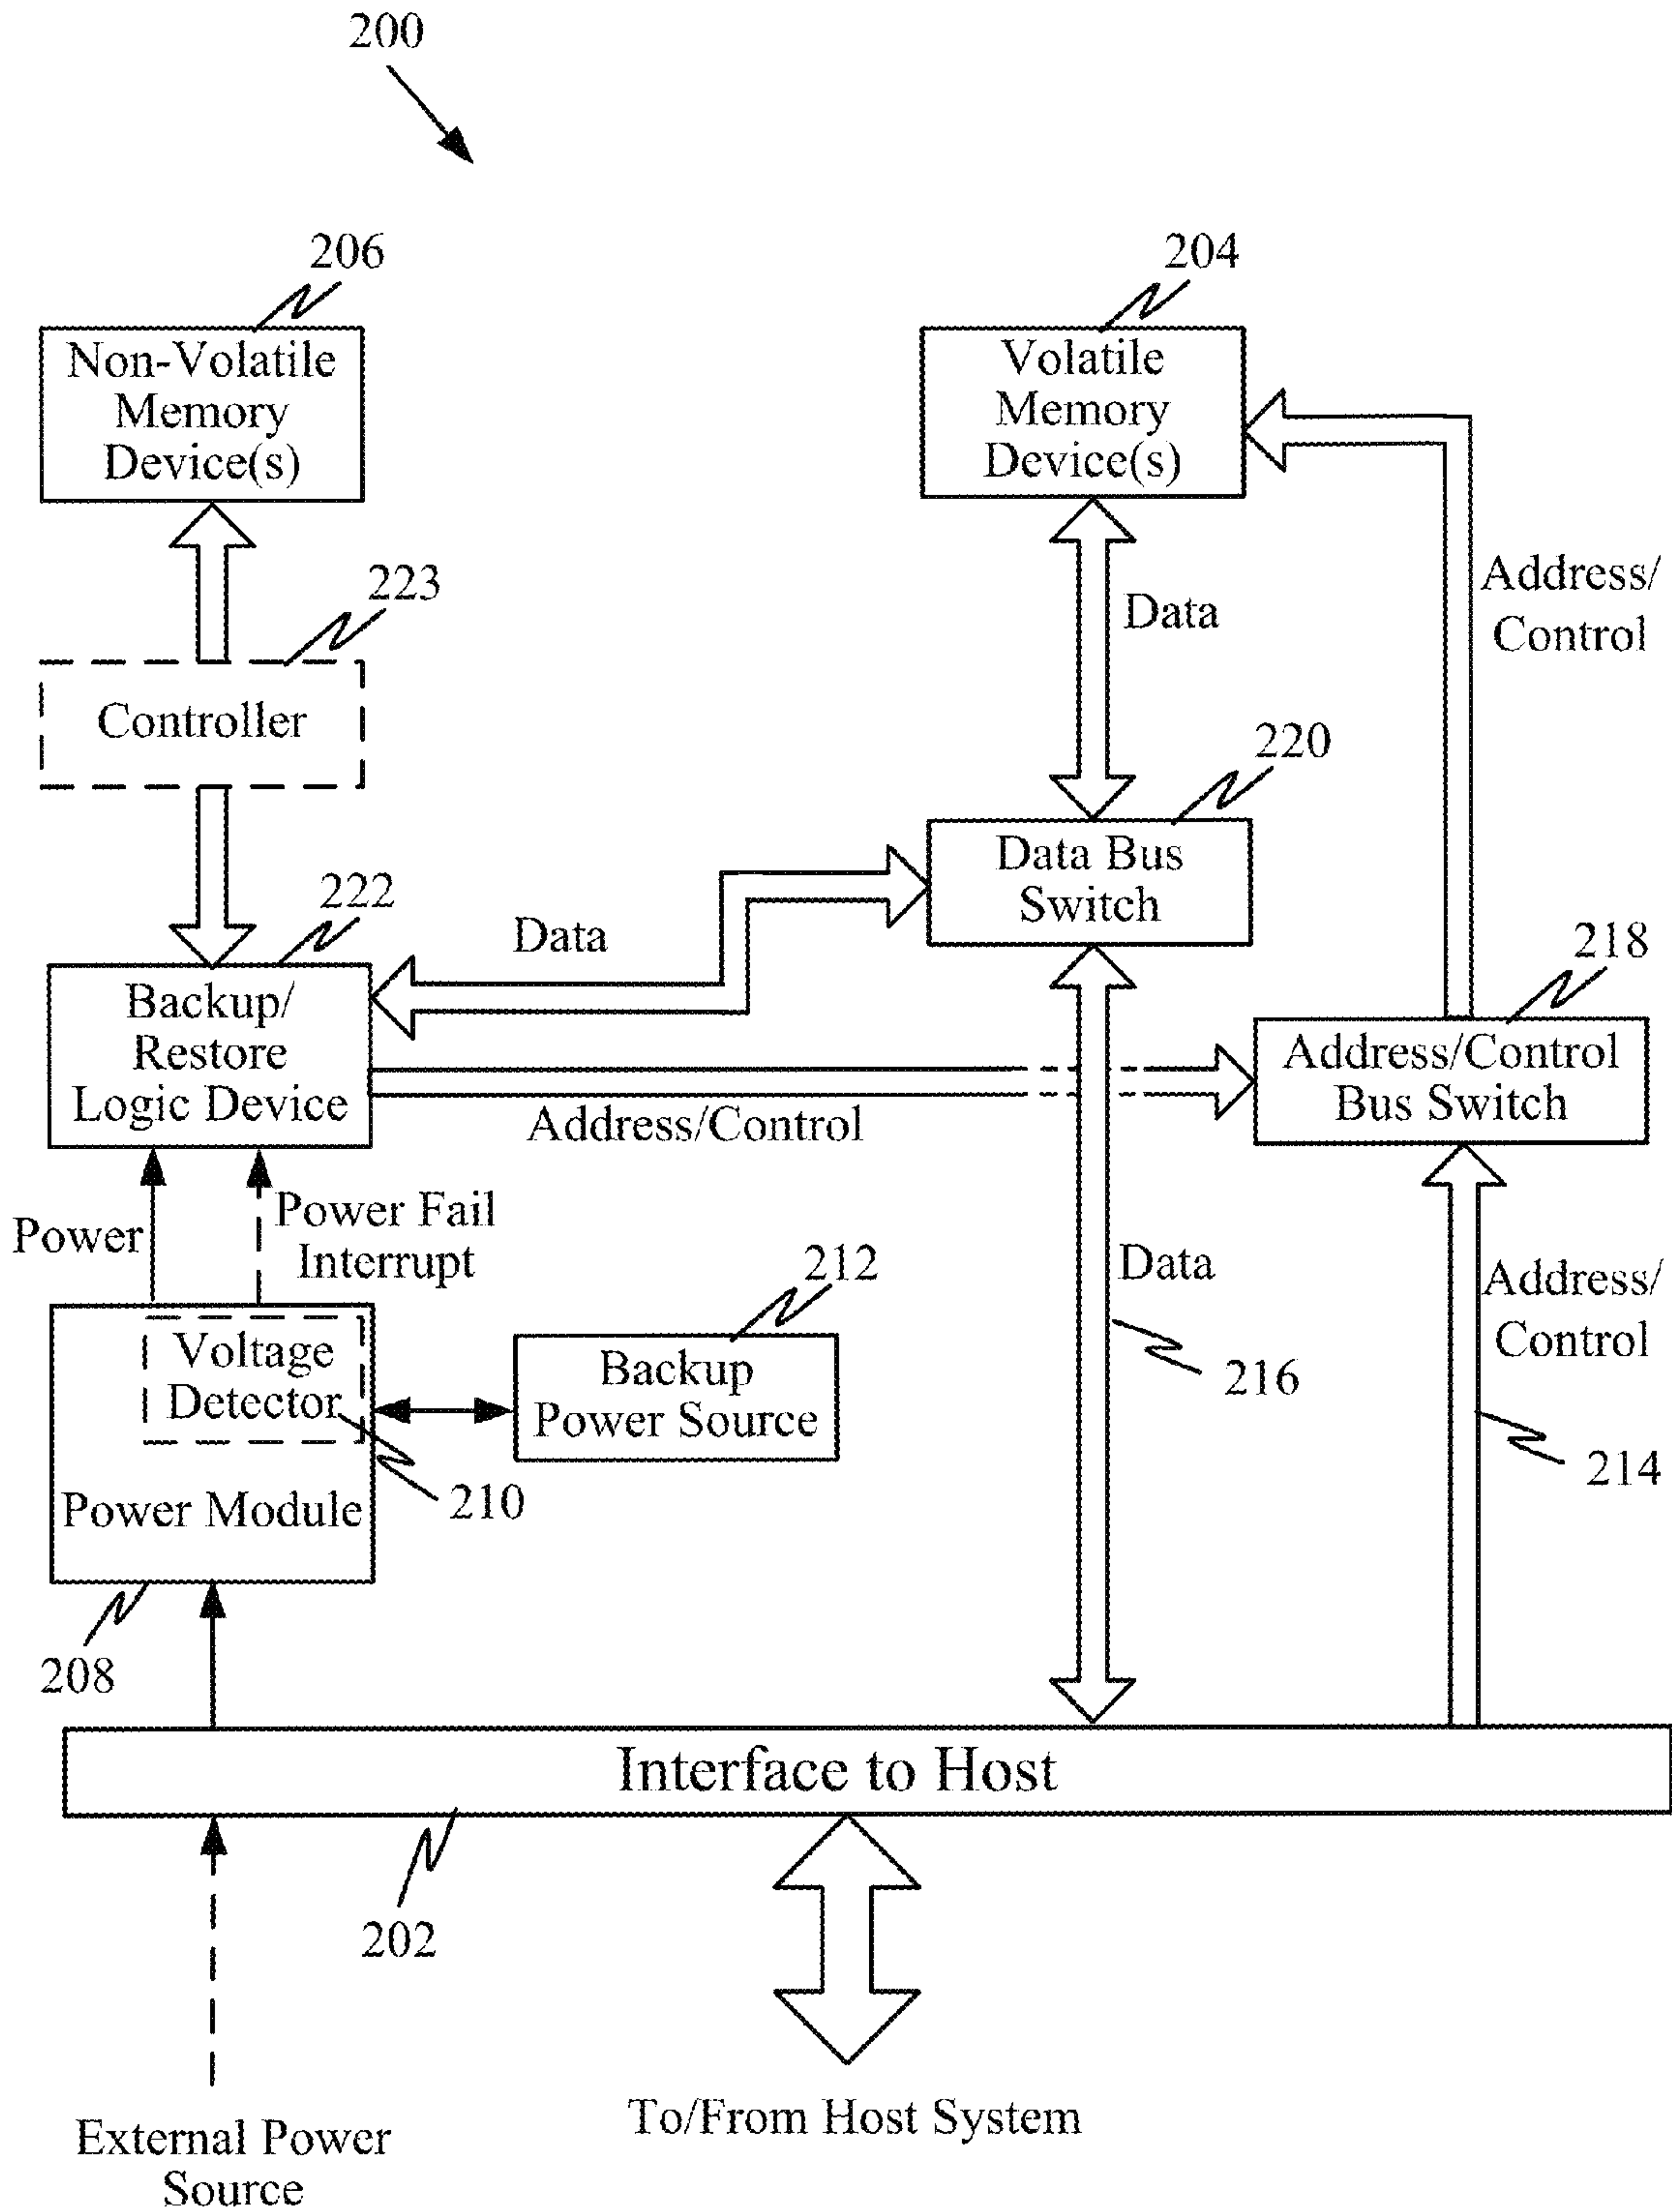 200
206
204
Non-Volatile
Memory
Device(s)
Volatile
Memory
Device(s)
223
Address/
Control
Data
Controller
220
222
Data Bus
Switch
Data
218
Backup/
Restore
Logic Device
Address/Control
Bus Switch
Address/Control
Power
Power Fail
Interrupt
212
Data
Address/
Control
Voltage
Detector
Backup
Power Source
216
214
210
Power Module
208
Interface to Host
202
To/From Host System
External Power
Source